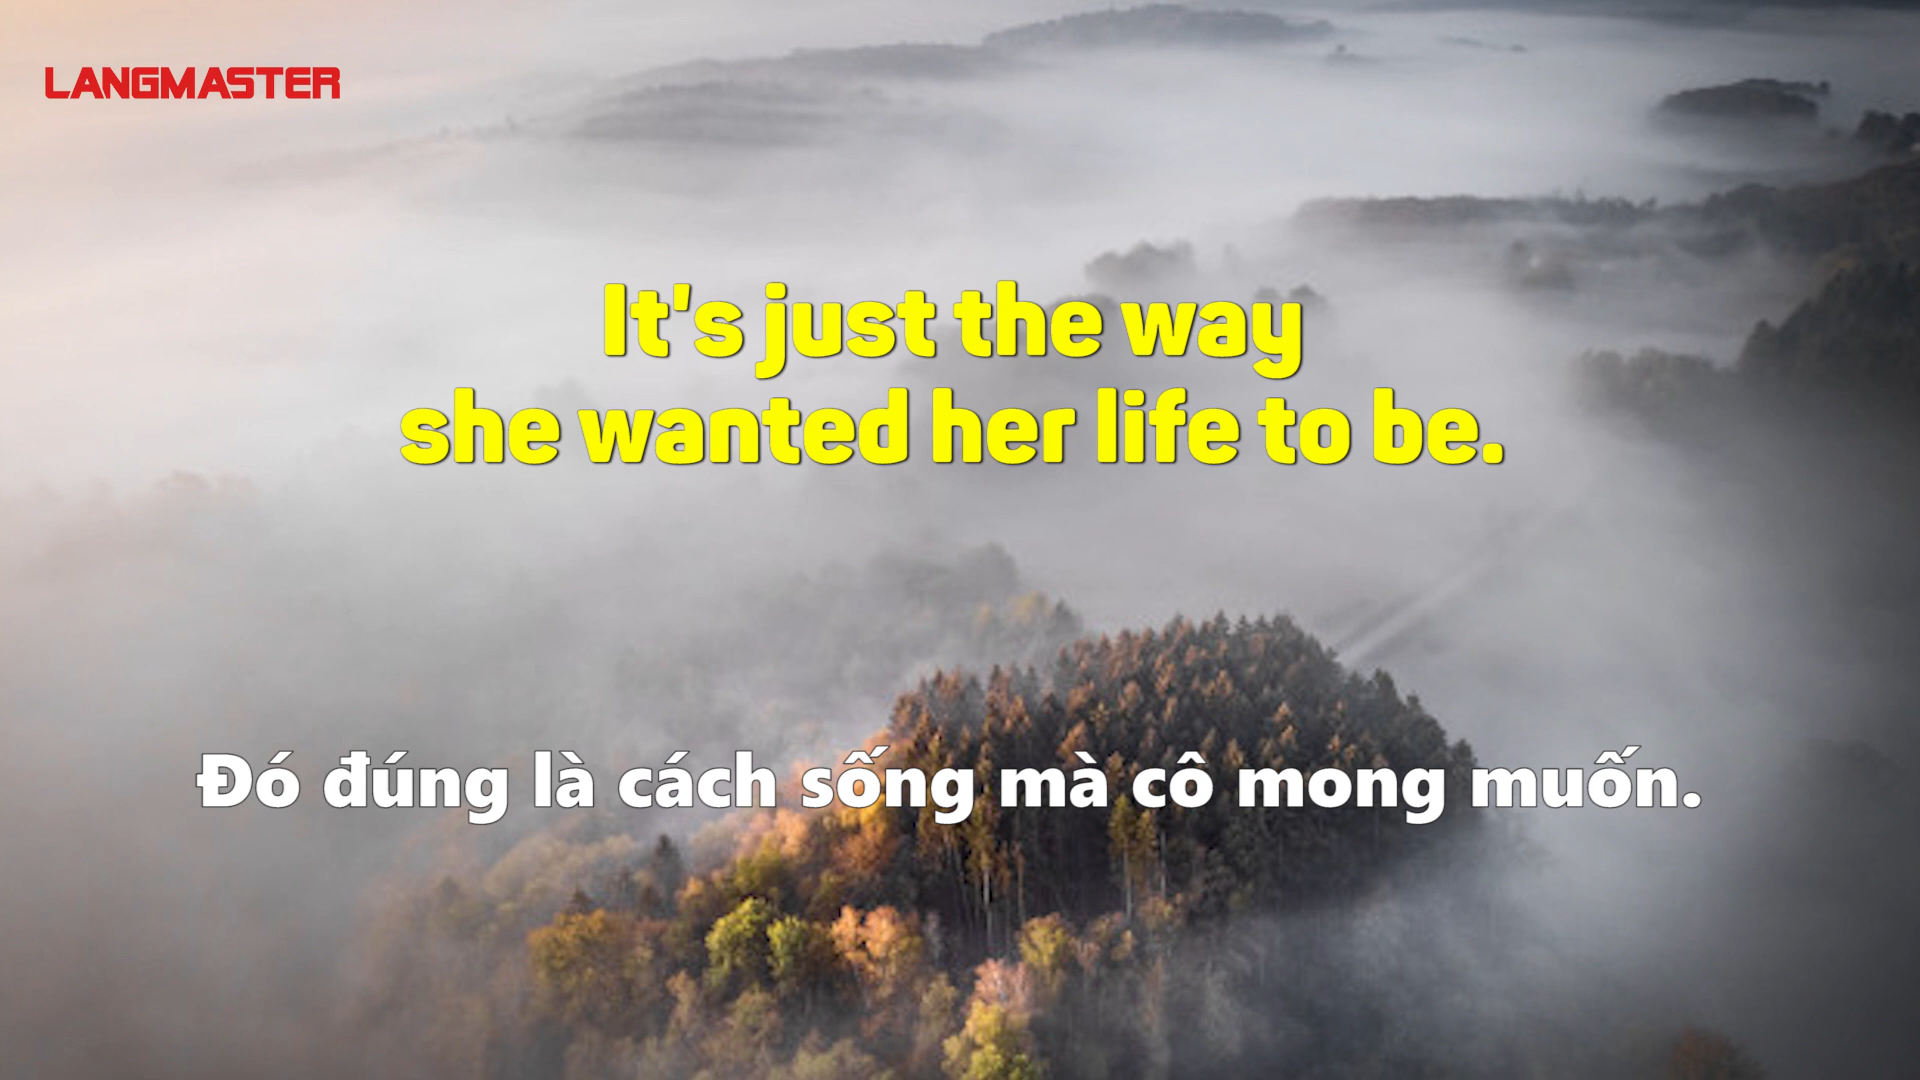 LANGMASTER
It's just the way
she wanted her life to be.
Đó đúng là cách sống mà cô mong muốn.